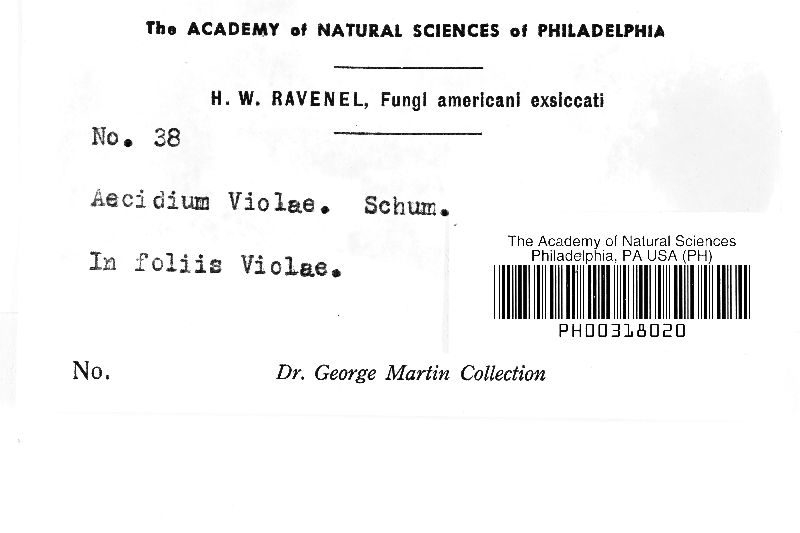 The ACADEMY of NATURAL SCIENCES of PHILADELPHIA
H. W. RAVENEL, Fungi americani exsiccati
No. 38
Aecidium Violae. Schum.
In foliis Violae.
The Academy of Natural Sciences
Philadelphia, PA USA (PH)
PH00318020
No. Dr. George Martin Collection